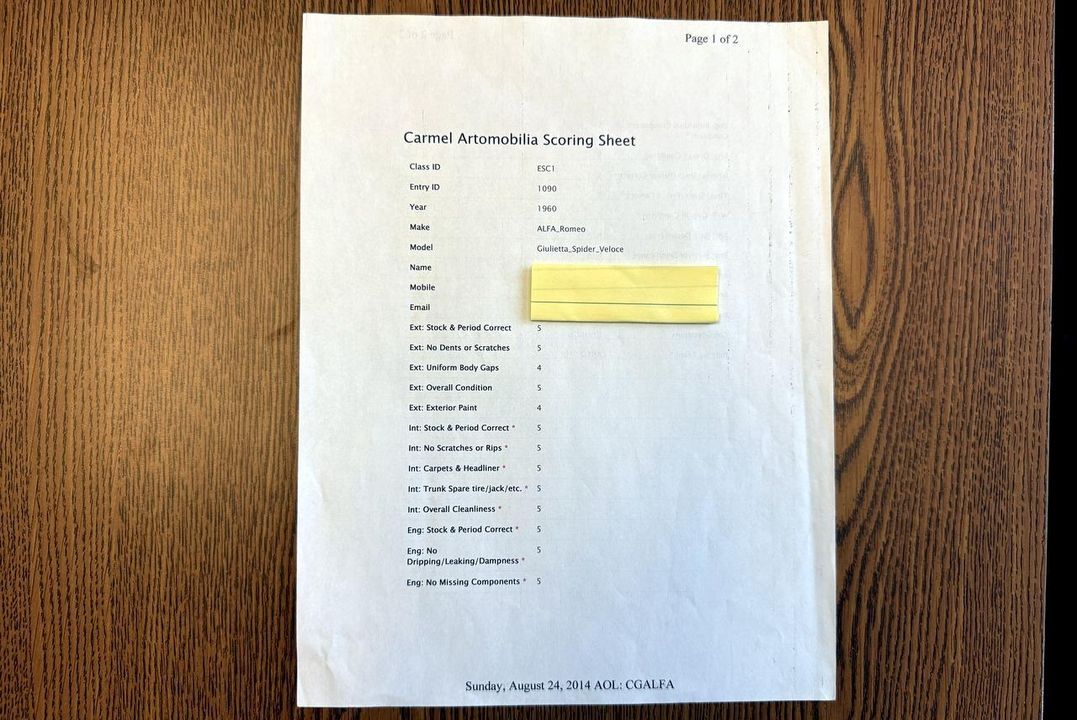 Page 1 of 2
Carmel Artomobilia Scoring Sheet
Class ID ESC1
Entry ID 1090
Year 1960
Make ALFA_Romeo
Model Giulietta_Spider_Veloce
Name
Mobile
Email
Ext: Stock & Period Correct 5
Ext: No Dents or Scratches 5
Ext: Uniform Body Gaps 4
Ext: Overall Condition 5
Ext: Exterior Paint 4
Int: Stock & Period Correct * 5
Int: No Scratches or Rips * 5
Int: Carpets & Headliner * 5
Int: Trunk Spare tire/jack/etc. * 5
Int: Overall Cleanliness * 5
Eng: Stock & Period Correct * 5
Eng: No 5
Dripping/Leaking/Dampness *
Eng: No Missing Components * 5
Sunday, August 24, 2014 AOL: CGALFA